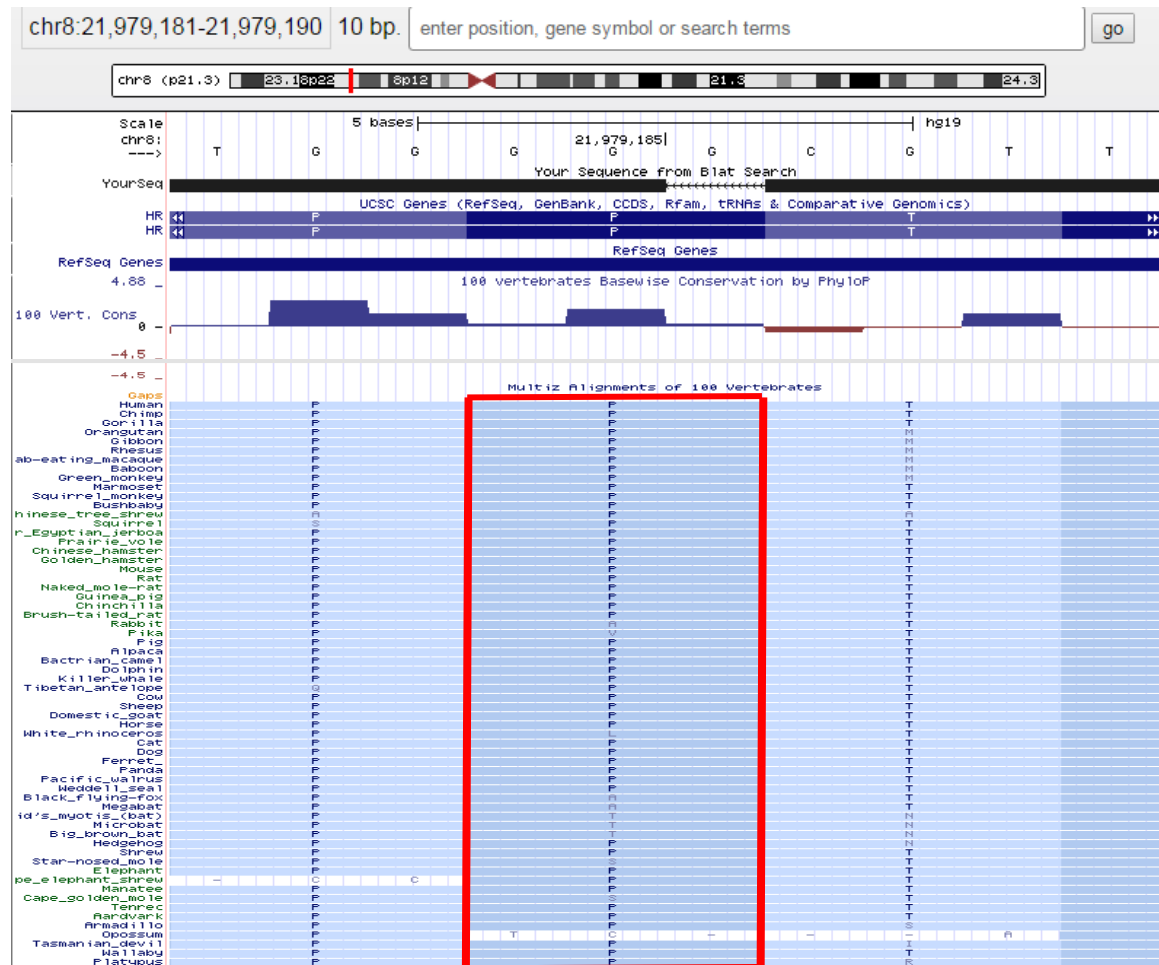 chr8:21,979,181-21,979,190 10 bp. enter position, gene symbol or search terms go
chr8 (p21.3) 23.1 8p22 8p12 21.3 24.3
Scale 5 bases hg19
chr8: 21,979,185|
---> T G G G G G C G T T
Your Sequence from Blat Search
YourSeq
UCSC Genes (RefSeq, GenBank, CCDS, Rfam, tRNAs & Comparative Genomics)
HR P P T
HR P P T
RefSeq Genes
RefSeq Genes
4.88 _ 100 vertebrates Basewise Conservation by PhyloP
100 Vert. Cons
0 -
-4.5 _
-4.5 _
Multiz Alignments of 100 Vertebrates
Gaps
Human P P T
Chimp P P T
Gorilla P P T
Orangutan P P M
Gibbon P P M
Rhesus P P M
ab-eating_macaque P P M
Baboon P P M
Green_monkey P P M
Marmoset P P T
Squirrel_monkey P P T
Bushbaby P P T
hinese_tree_shrew A P A
Squirrel S P T
r_Egyptian_jerboa P P T
Prairie_vole P P T
Chinese_hamster P P T
Golden_hamster P P T
Mouse P P T
Rat P P T
Naked_mole-rat P P T
Guinea_pig P P T
Chinchilla P P T
Brush-tailed_rat P P T
Rabbit P A T
Pika P V T
Pig P P T
Alpaca P P T
Bactrian_camel P P T
Dolphin P P T
Killer_whale P P T
Tibetan_antelope Q P T
Cow P P T
Sheep P P T
Domestic_goat P P T
Horse P P T
White_rhinoceros P L T
Cat P P T
Dog P P T
Ferret_ P P T
Panda P P T
Pacific_walrus P P T
Weddell_seal P P T
Black_flying-fox P A T
Megabat P A T
id's_myotis_(bat) P T N
Microbat P T N
Big_brown_bat P T N
Hedgehog P P N
Shrew P P T
Star-nosed_mole P S T
Elephant P P T
pe_elephant_shrew - C C P T
Manatee P P T
Cape_golden_mole P S T
Tenrec P P T
Aardvark P P T
Armadillo P P S
Opossum P T C - - - A
Tasmanian_devil P P I
Wallaby P P T
Platypus P P R